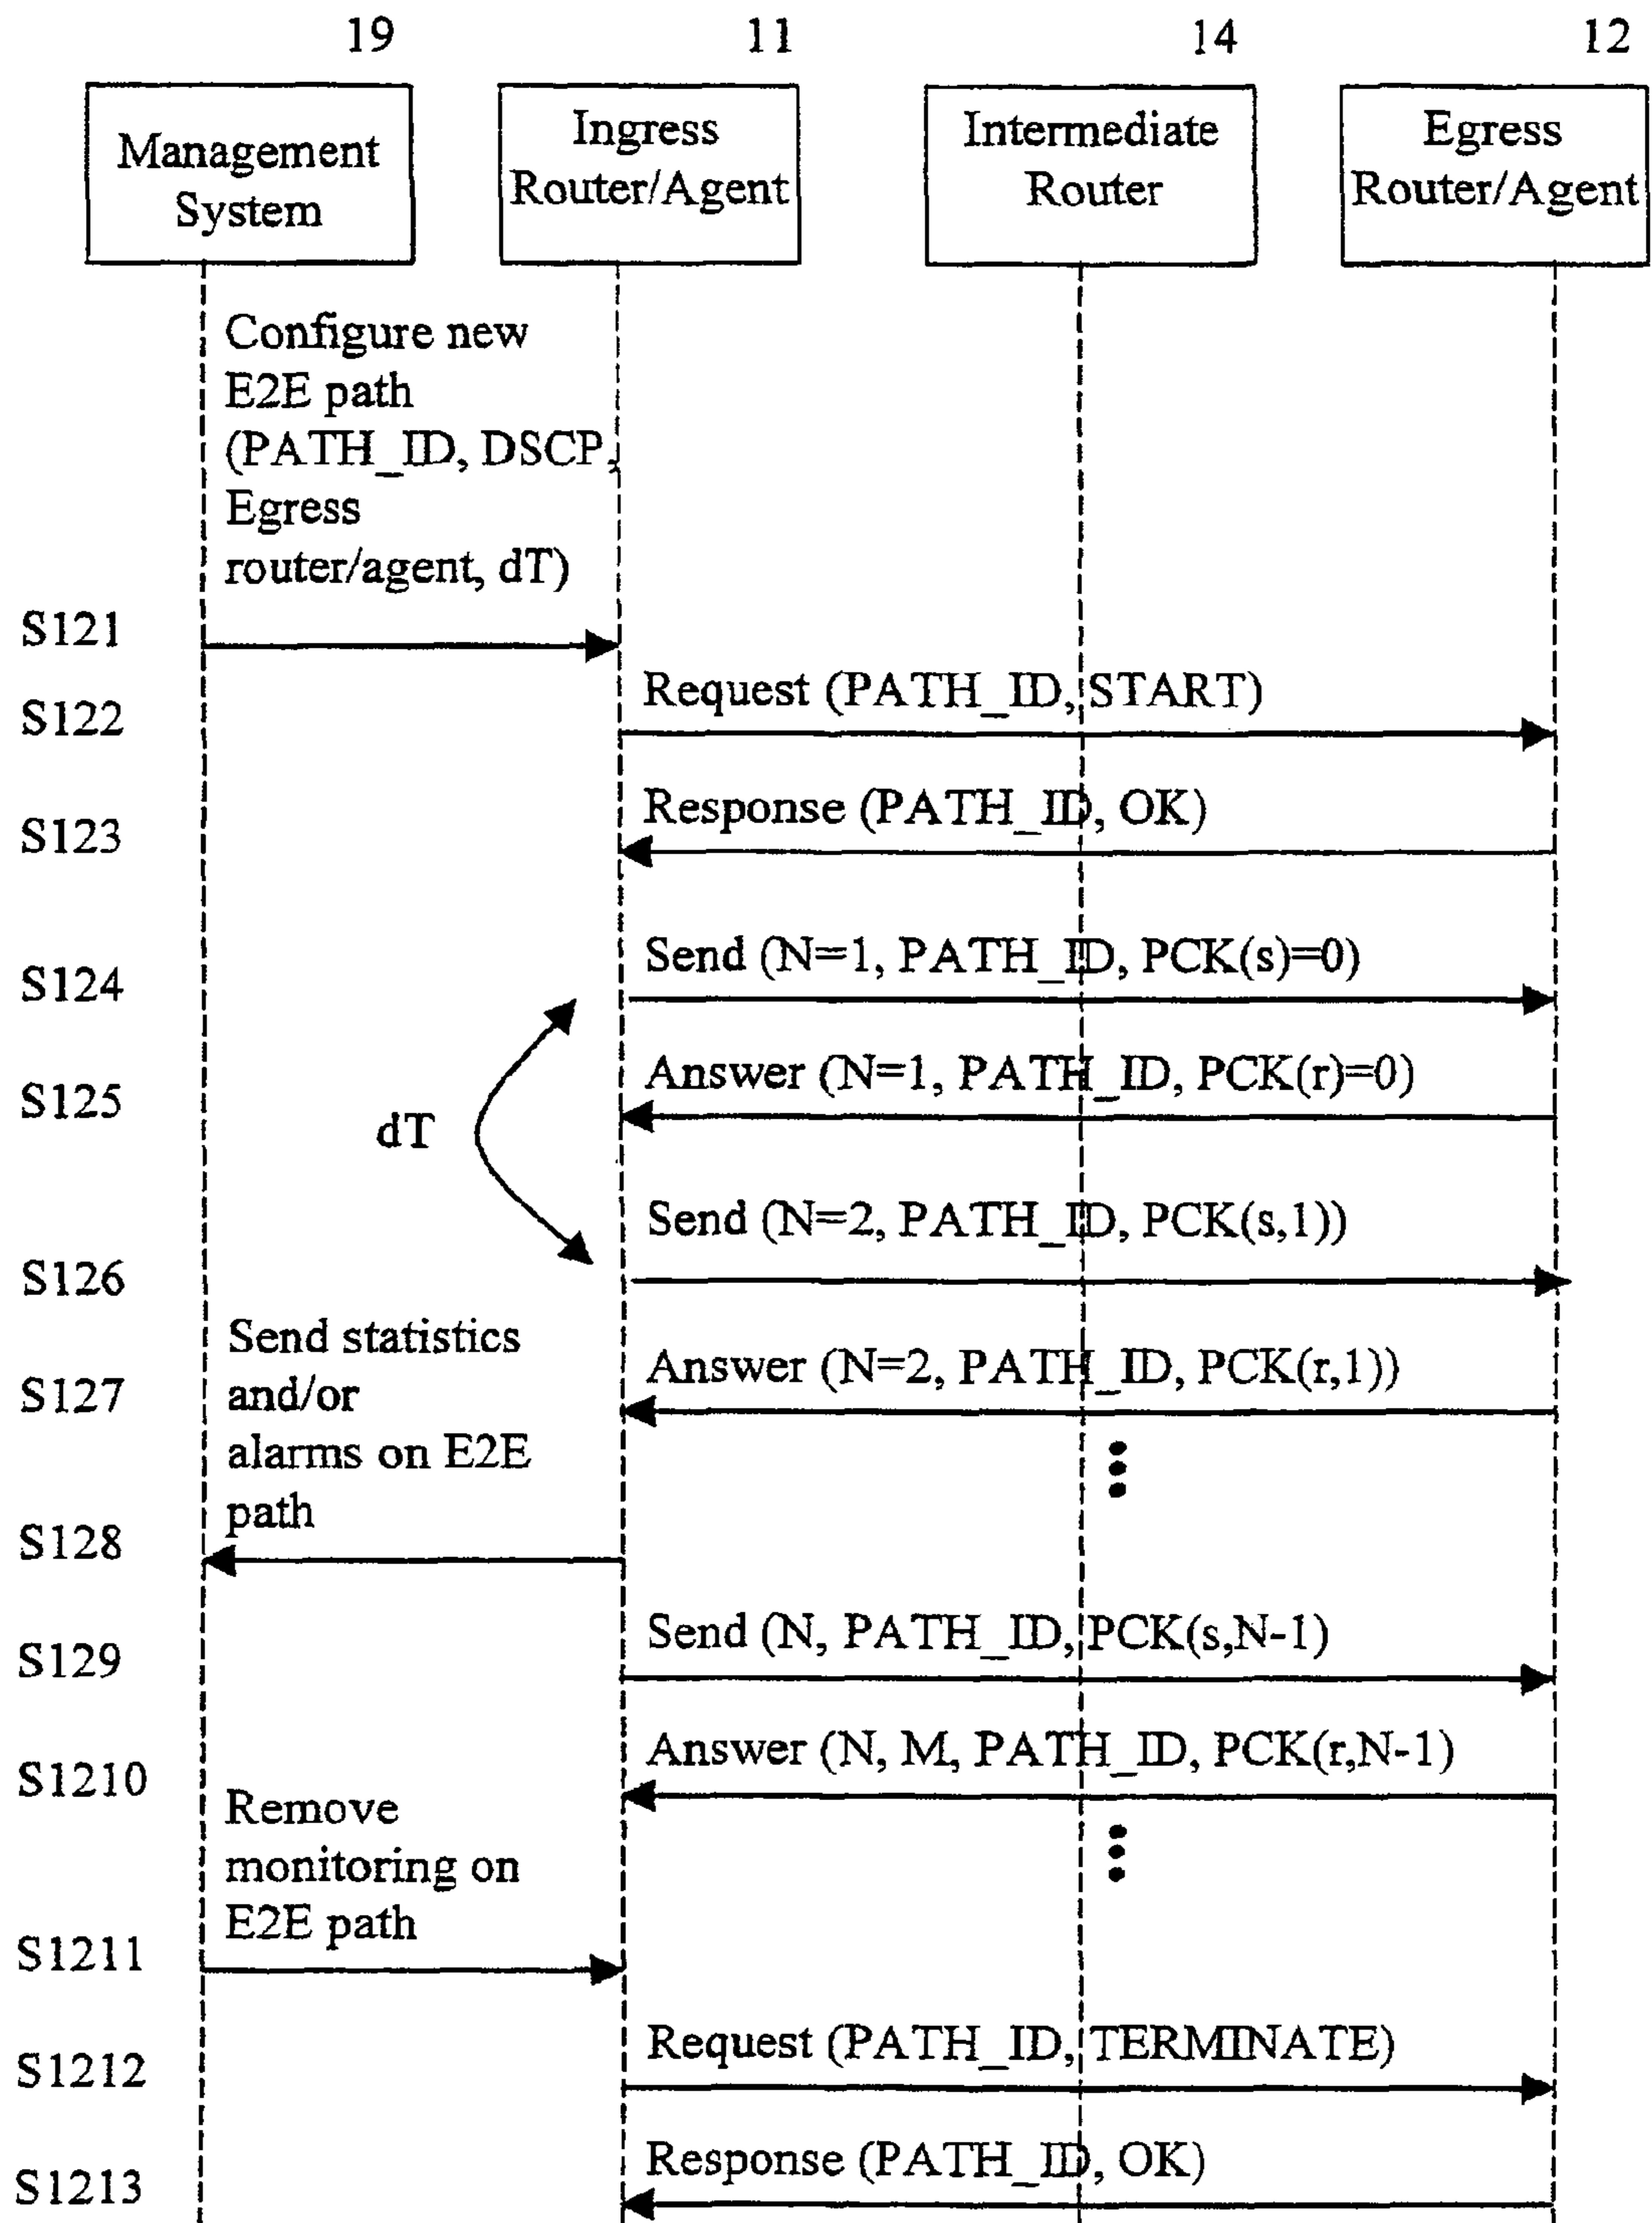 19
11
14
12
Management
System
Ingress
Router/Agent
Intermediate
Router
Egress
Router/Agent
Configure new
E2E path
(PATH_ID, DSCP,
Egress
router/agent, dT)
S121
Request (PATH_ID, START)
S122
Response (PATH_ID, OK)
S123
Send (N=1, PATH_ID, PCK(s)=0)
S124
Answer (N=1, PATH_ID, PCK(r)=0)
S125
dT
Send (N=2, PATH_ID, PCK(s,1))
S126
Send statistics
and/or
alarms on E2E
path
Answer (N=2, PATH_ID, PCK(r,1))
S127
S128
Send (N, PATH_ID, PCK(s,N-1)
S129
Answer (N, M, PATH_ID, PCK(r,N-1)
S1210
Remove
monitoring on
E2E path
S1211
Request (PATH_ID, TERMINATE)
S1212
Response (PATH_ID, OK)
S1213